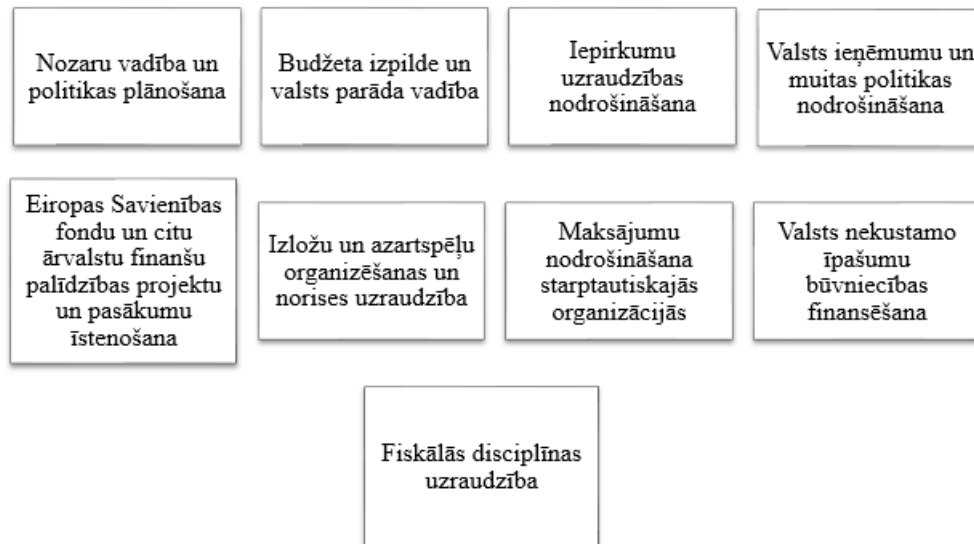 Nozaru vadība un
politikas plānošana
Budžeta izpilde un
valsts parāda vadība
Iepirkumu
uzraudzības
nodrošināšana
Valsts ieņēmumu un
muitas politikas
nodrošināšana
Eiropas Savienības
fondu un citu
ārvalstu finanšu
palīdzības projektu
un pasākumu
īstenošana
Izložu un azartspēļu
organizēšanas un
norises uzraudzība
Maksājumu
nodrošināšana
starptautiskajās
organizācijās
Valsts nekustamo
īpašumu
būvniecības
finansēšana
Fiskālās disciplīnas
uzraudzība